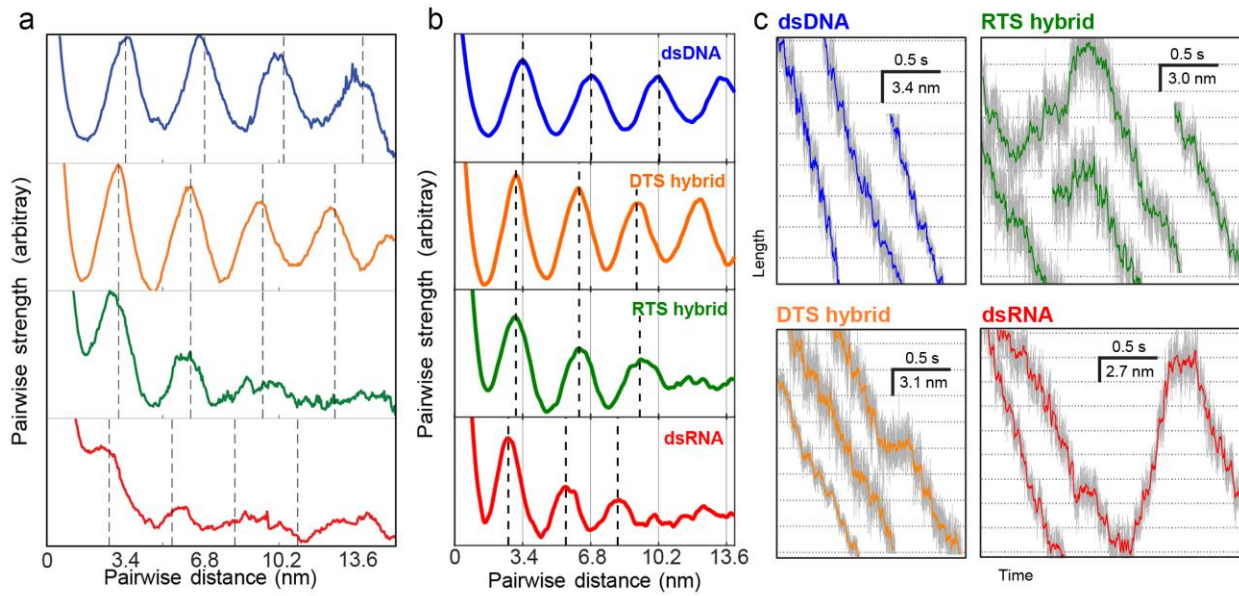 a
b
c
dsDNA
RTS hybrid
Pairwise strength (arbitray)
0 3.4 6.8 10.2 13.6
Pairwise distance (nm)
Pairwise strength (arbitray)
dsDNA
DTS hybrid
RTS hybrid
dsRNA
0 3.4 6.8 10.2 13.6
Pairwise distance (nm)
Length
0.5 s
3.4 nm
0.5 s
3.0 nm
DTS hybrid
dsRNA
0.5 s
3.1 nm
0.5 s
2.7 nm
Time